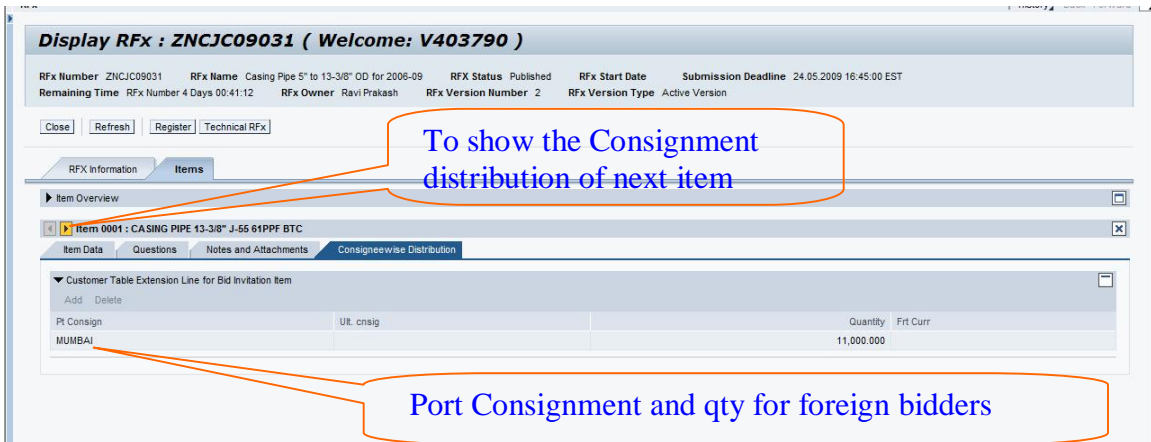 Display RFx : ZNCJC09031 ( Welcome: V403790 )
RFx Number ZNCJC09031 RFx Name Casing Pipe 5" to 13-3/8" OD for 2006-09 RFX Status Published RFx Start Date Submission Deadline 24.05.2009 16:45:00 EST
Remaining Time RFx Number 4 Days 00:41:12 RFx Owner Ravi Prakash RFx Version Number 2 RFx Version Type Active Version
Close Refresh Register Technical RFx
To show the Consignment
distribution of next item
RFX Information Items
Item Overview
Item 0001 : CASING PIPE 13-3/8" J-55 61PPF BTC
Item Data Questions Notes and Attachments Consigneewise Distribution
Customer Table Extension Line for Bid Invitation Item
Add Delete
Pt Consign Ult. cnsig Quantity Frt Curr
MUMBAI 11,000.000
Port Consignment and qty for foreign bidders